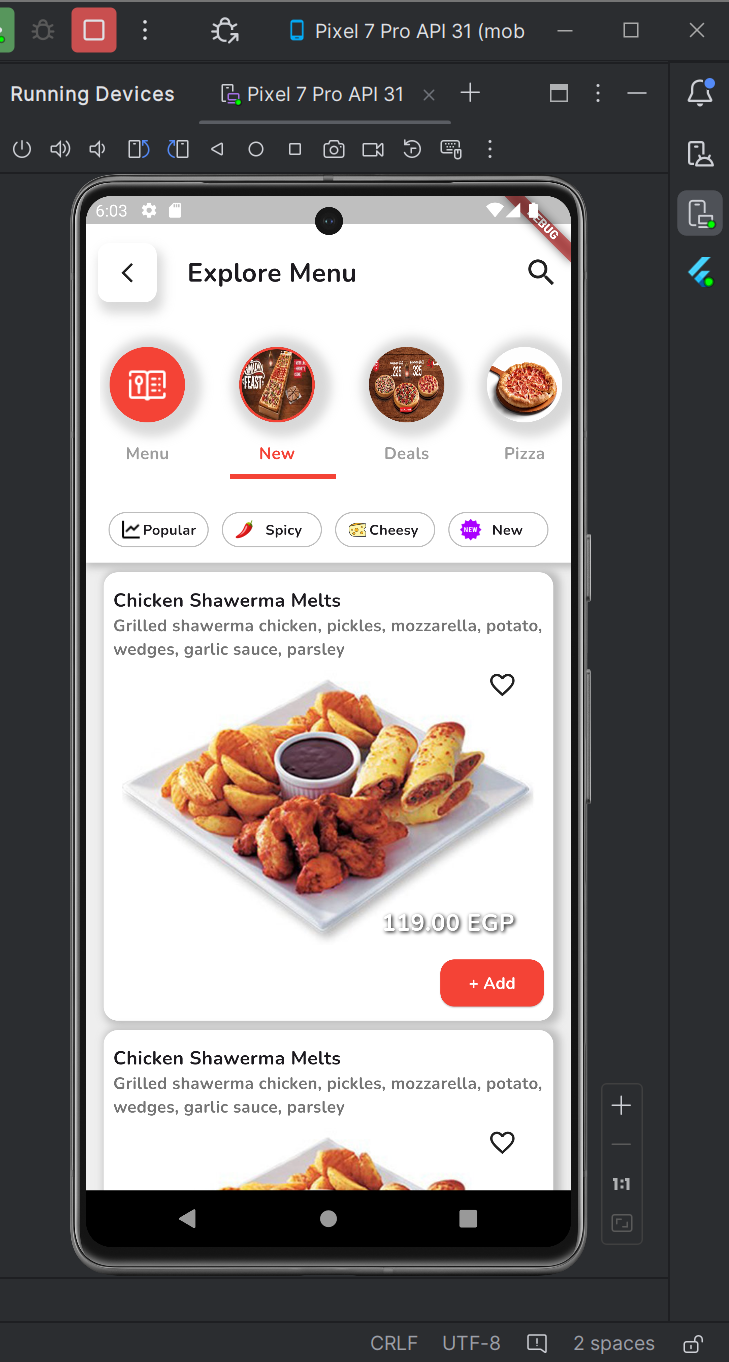 Pixel 7 Pro API 31 (mob
Running Devices
Pixel 7 Pro API 31
6:03
Explore Menu
FEAST
225
325
Menu
New
Deals
Pizza
Popular
Spicy
Cheesy
NEW
New
Chicken Shawerma Melts
Grilled shawerma chicken, pickles, mozzarella, potato,
wedges, garlic sauce, parsley
119.00 EGP
+ Add
Chicken Shawerma Melts
Grilled shawerma chicken, pickles, mozzarella, potato,
wedges, garlic sauce, parsley
1:1
CRLF
UTF-8
2 spaces